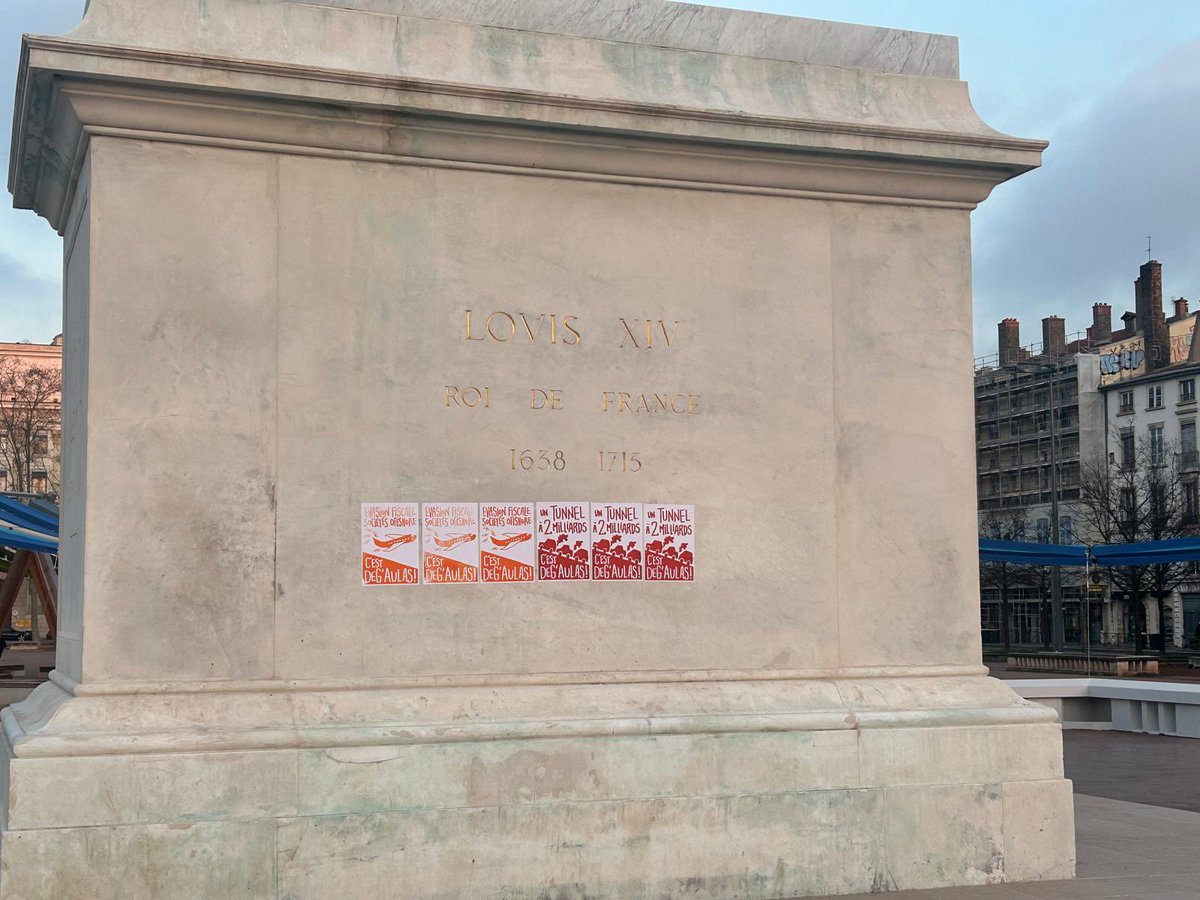 LOVIS XIV
ROI DE FRANCE
1638 1715
EVASION FISCALE
SOCIÉTÉS OFFSHORE
C'EST
DEG'AULAS!
EVASION FISCALE
SOCIÉTÉS OFFSHORE
C'EST
DEG'AULAS!
EVASION FISCALE
SOCIÉTÉS OFFSHORE
C'EST
DEG'AULAS!
UN TUNNEL
À 2 MILLIARDS
C'EST
DEG'AULAS!
UN TUNNEL
À 2 MILLIARDS
C'EST
DEG'AULAS!
UN TUNNEL
À 2 MILLIARDS
C'EST
DEG'AULAS!